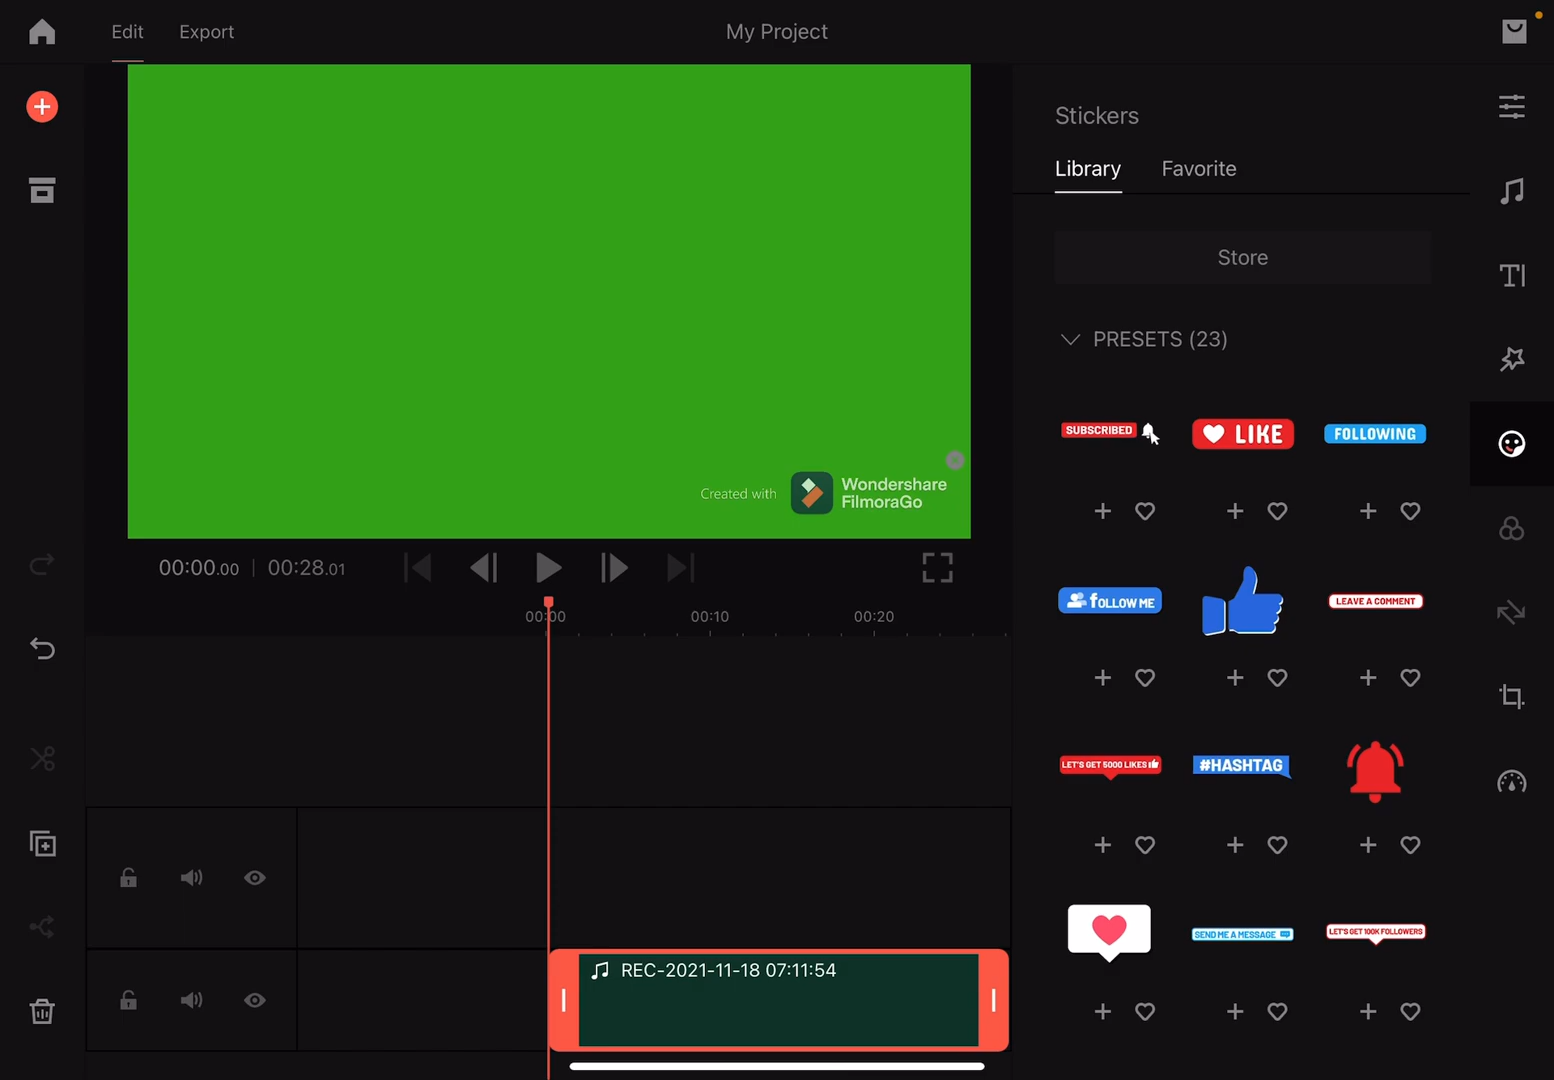 Edit
Export
My Project
Stickers
Library
Favorite
Store
PRESETS (23)
SUBSCRIBED
LIKE
FOLLOWING
Created with
Wondershare
FilmoraGo
00:00.00 | 00:28.01
00:00
00:10
00:20
fOLLOW ME
LEAVE A COMMENT
LET'S GET 5000 LIKES
#HASHTAG
SEND ME A MESSAGE
LET'S GET 100K FOLLOWERS
REC-2021-11-18 07:11:54